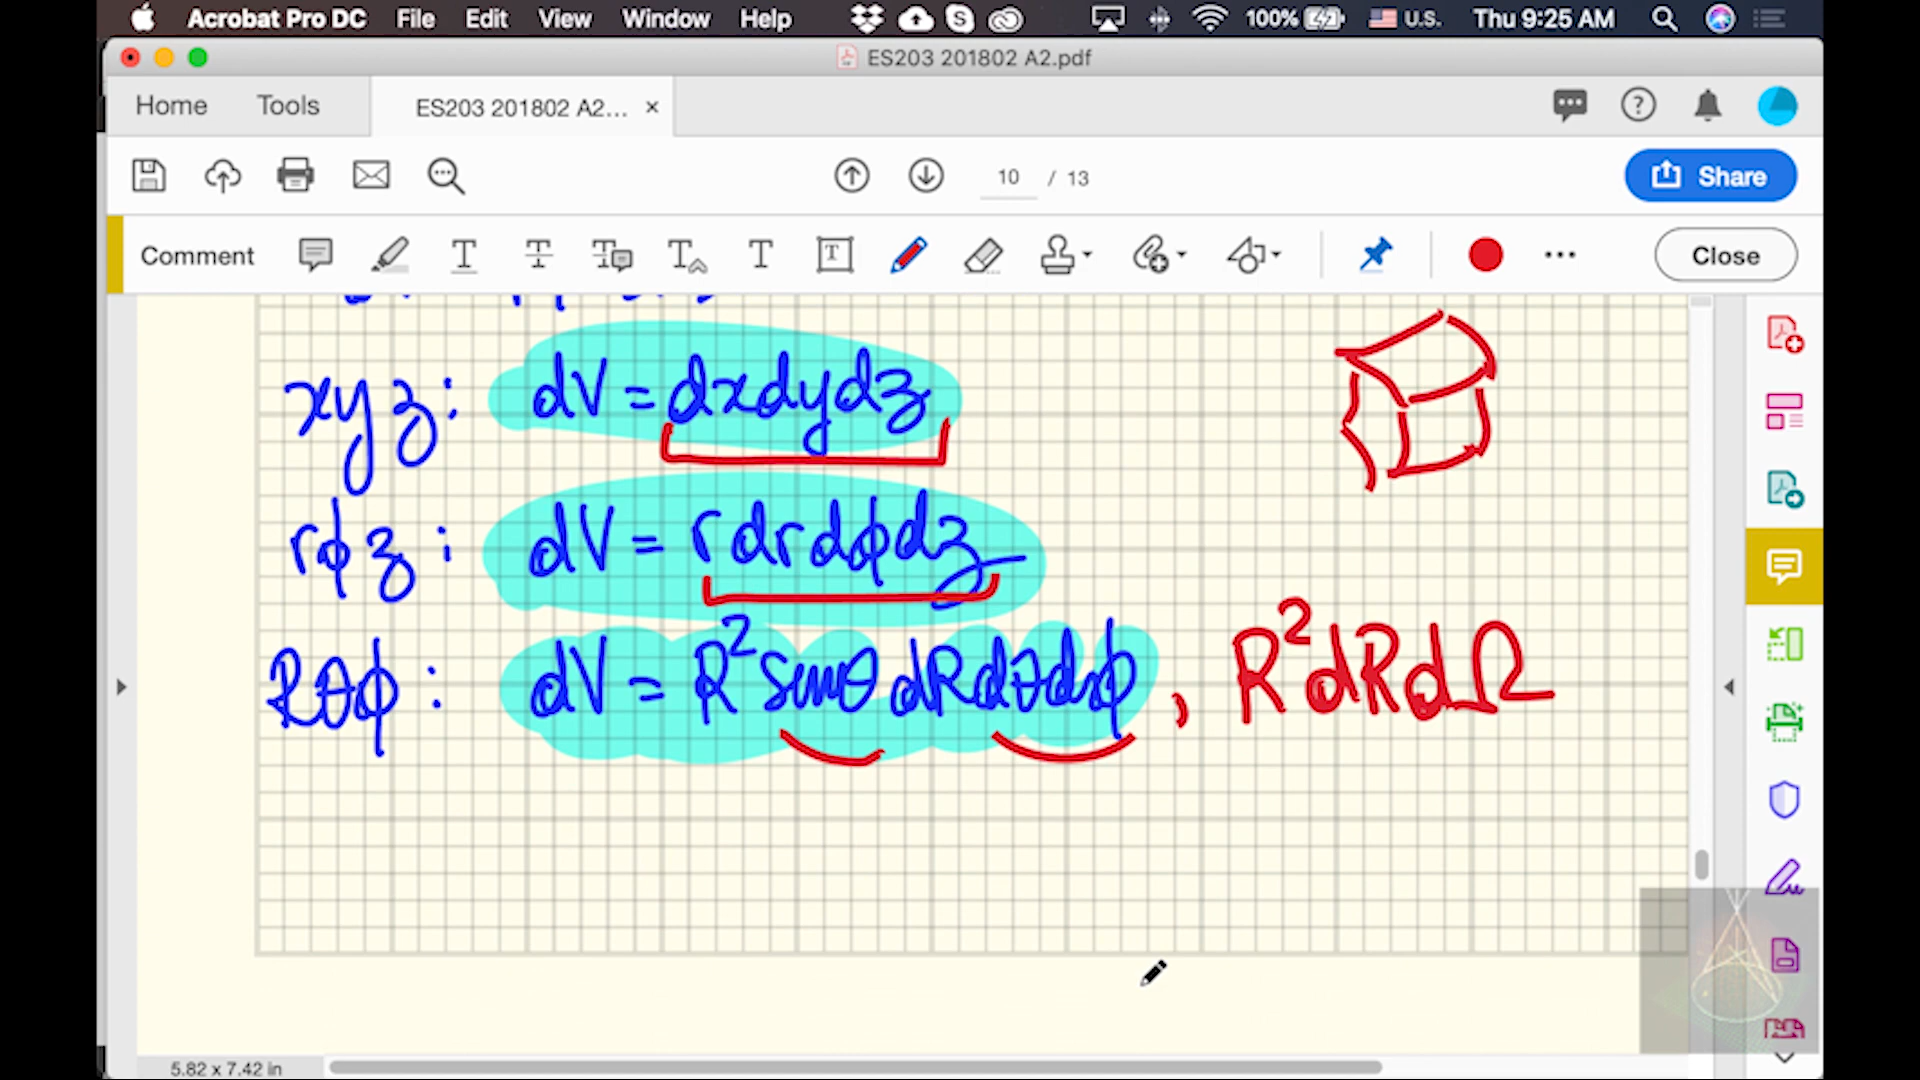 Acrobat Pro DC File Edit View Window Help 100% U.S. Thu 9:25 AM
ES203 201802 A2.pdf
Home Tools ES203 201802 A2... ×
10 / 13 Share
Comment Close
xyz: dV = dxdydz
rϕz: dV = rdrdϕdz
Rθϕ: dV = R² sinθ dRdθdϕ, R²dRdΩ
5.82 x 7.42 in